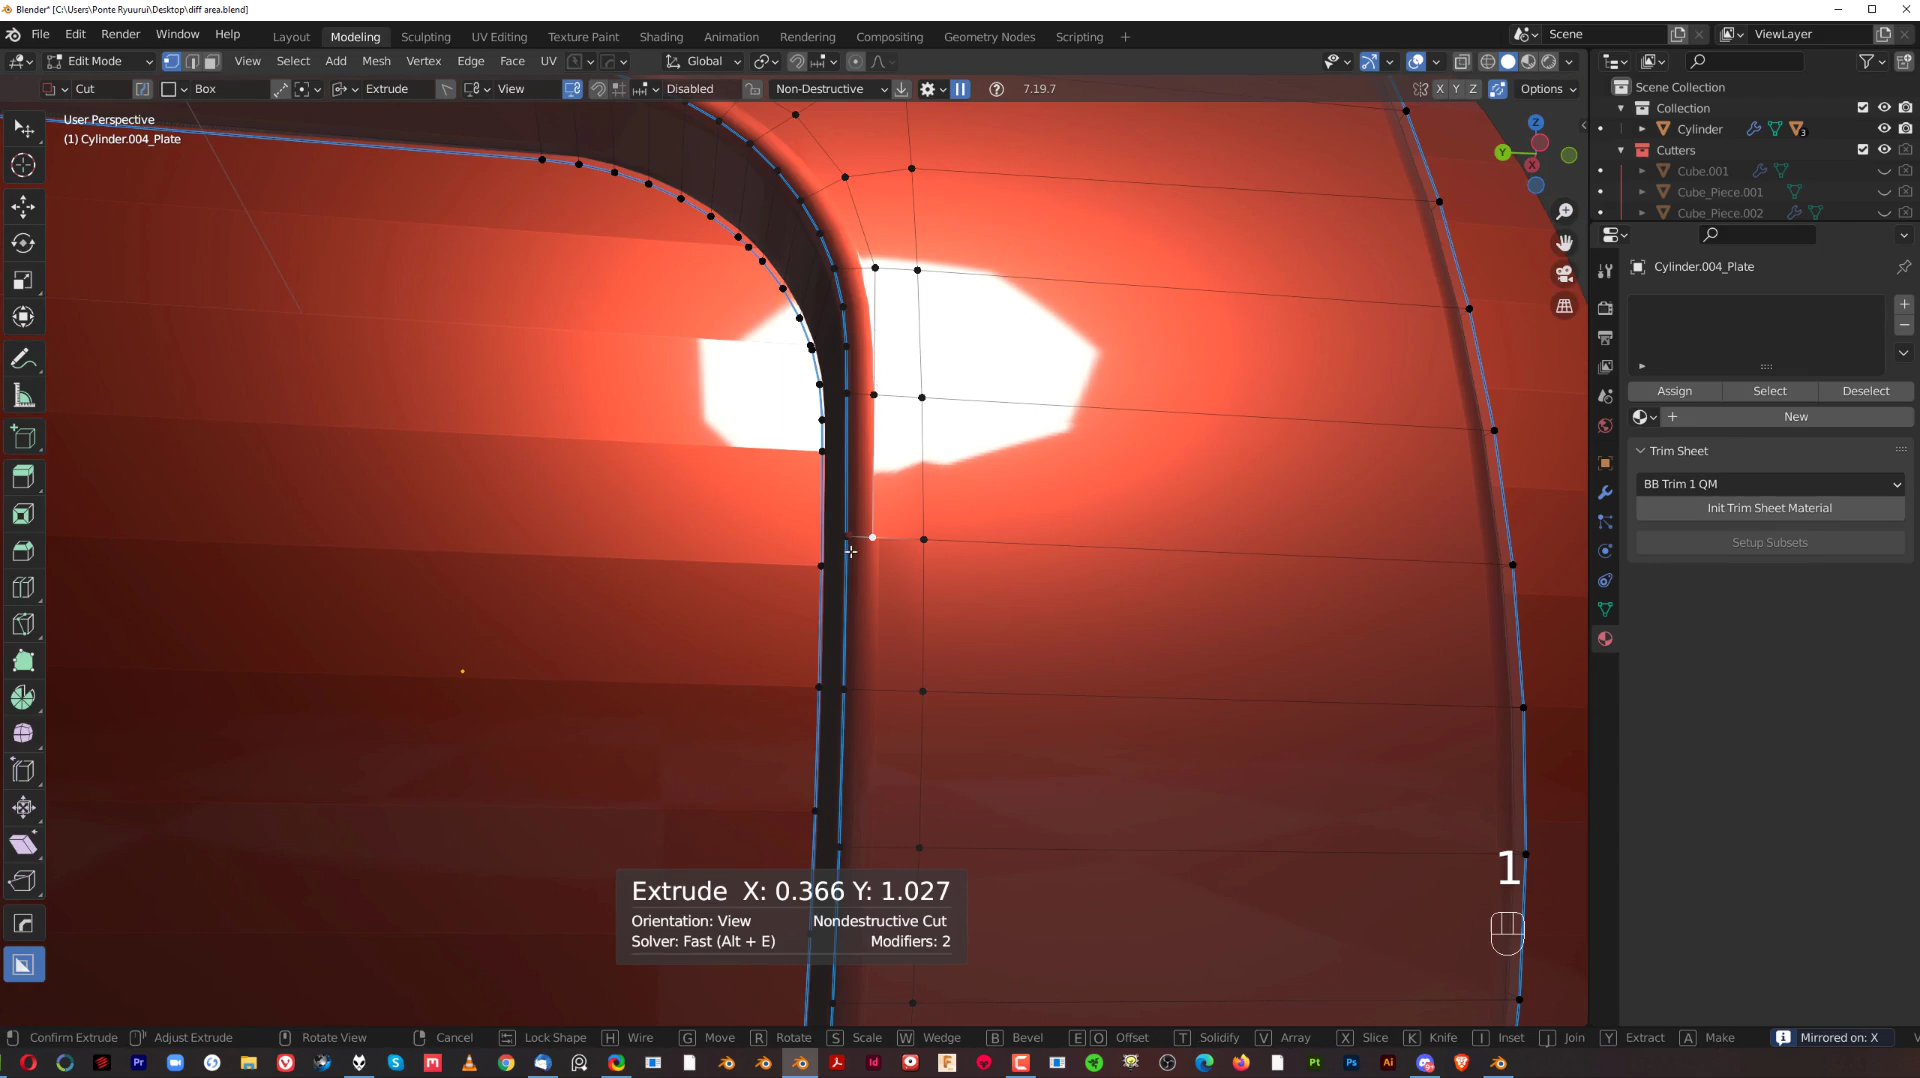 Blender* [C:\Users\Ponte Ryuurui\Desktop\diff area.blend]
File Edit Render Window Help
Layout Modeling Sculpting UV Editing Texture Paint Shading Animation Rendering Compositing Geometry Nodes Scripting +
Scene
ViewLayer
Edit Mode View Select Add Mesh Vertex Edge Face UV Global
Cut Box Extrude View Disabled Non-Destructive 7.19.7 X Y Z Options
User Perspective
(1) Cylinder.004_Plate
Z
Y
X
Scene Collection
Collection
Cylinder
3
Cutters
Cube.001
Cube_Piece.001
Cube_Piece.002
Cylinder.004_Plate
Assign Select Deselect
New
Trim Sheet
BB Trim 1 QM
Init Trim Sheet Material
Setup Subsets
1
Extrude X: 0.366 Y: 1.027
Orientation: View Nondestructive Cut
Solver: Fast (Alt + E) Modifiers: 2
Confirm Extrude Adjust Extrude Rotate View Cancel Lock Shape H Wire G Move R Rotate S Scale W Wedge B Bevel E O Offset T Solidify V Array X Slice K Knife I Inset J Join Y Extract A Make Mirrored on: X
Pr
Id
Pt
Ps
Ai